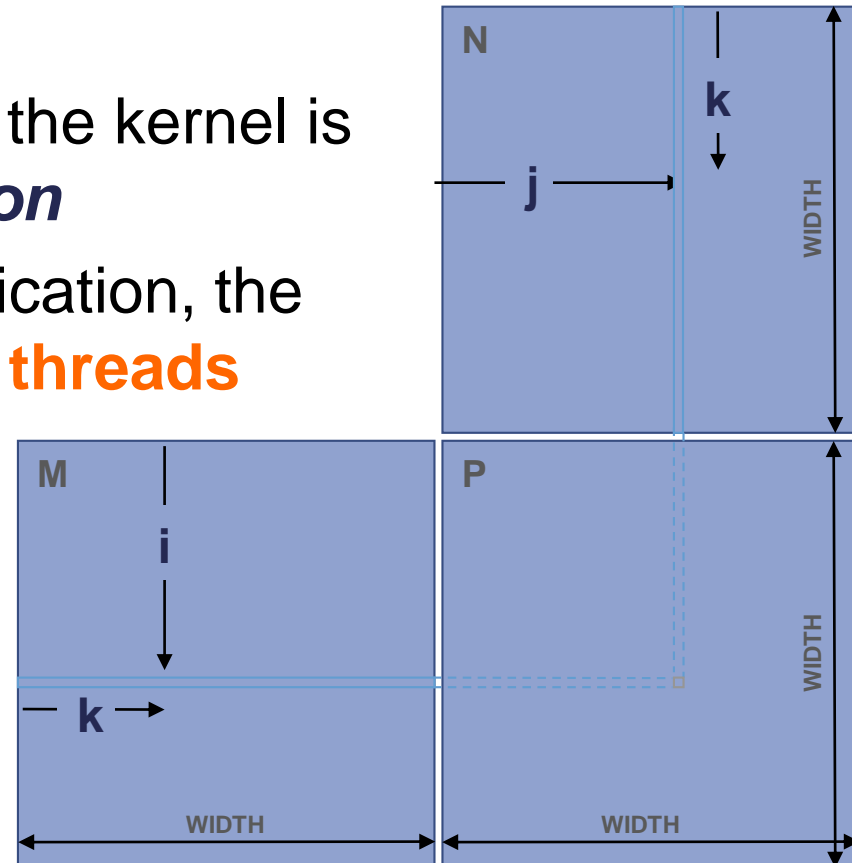 the kernel is
on
ication, the
threads
N
k
j
WIDTH
M
P
i
WIDTH
k
WIDTH
WIDTH